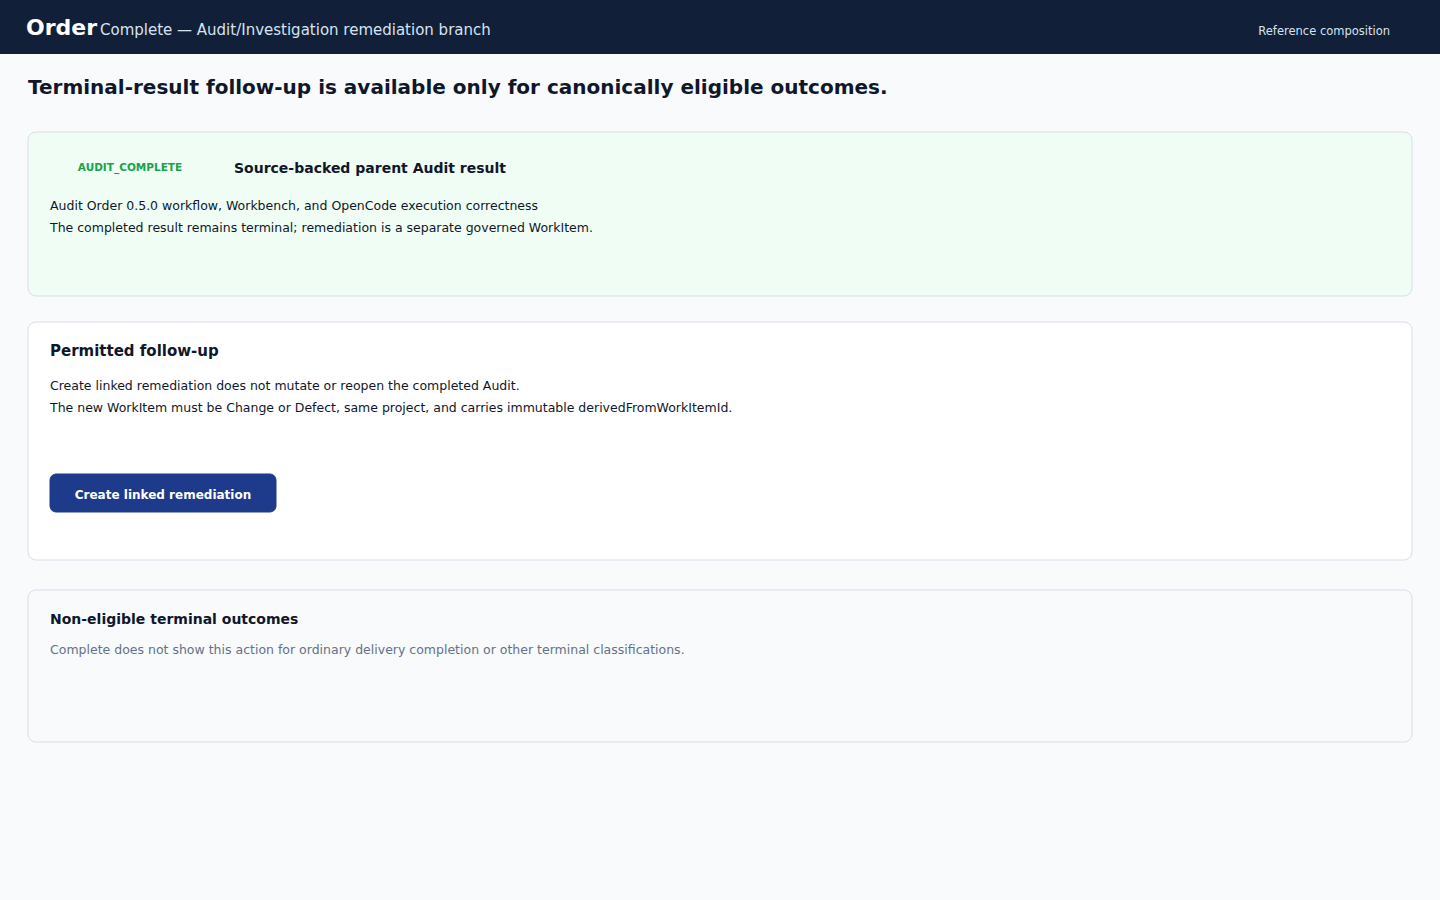 Order Complete — Audit/Investigation remediation branch
Reference composition
Terminal-result follow-up is available only for canonically eligible outcomes.
AUDIT_COMPLETE
Source-backed parent Audit result
Audit Order 0.5.0 workflow, Workbench, and OpenCode execution correctness
The completed result remains terminal; remediation is a separate governed WorkItem.
Permitted follow-up
Create linked remediation does not mutate or reopen the completed Audit.
The new WorkItem must be Change or Defect, same project, and carries immutable derivedFromWorkItemId.
Create linked remediation
Non-eligible terminal outcomes
Complete does not show this action for ordinary delivery completion or other terminal classifications.